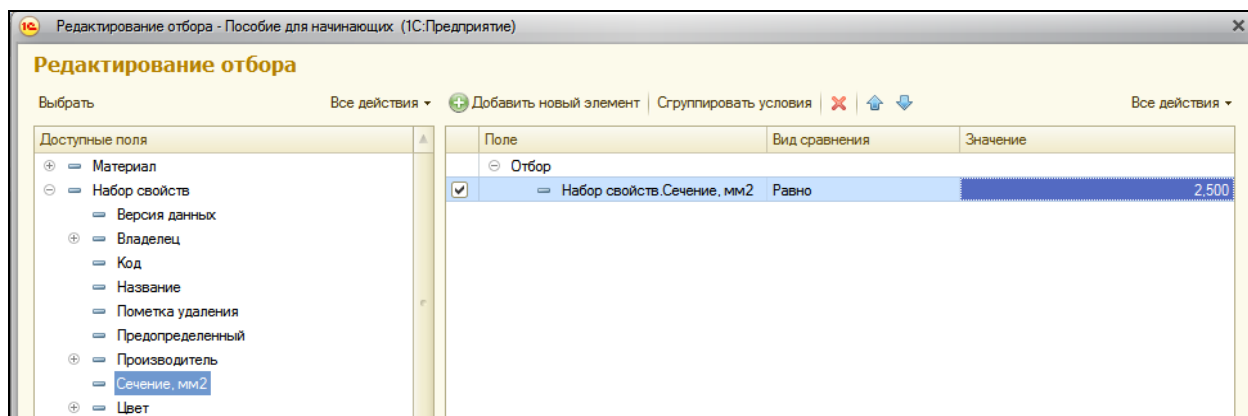 Редактирование отбора - Пособие для начинающих (1С:Предприятие)
Редактирование отбора
Выбрать Все действия Добавить новый элемент Сгруппировать условия Все действия
Доступные поля Поле Вид сравнения Значение
Материал Отбор
Набор свойств Набор свойств.Сечение, мм2 Равно 2,500
Версия данных
Владелец
Код
Название
Пометка удаления
Предопределенный
Производитель
Сечение, мм2
Цвет